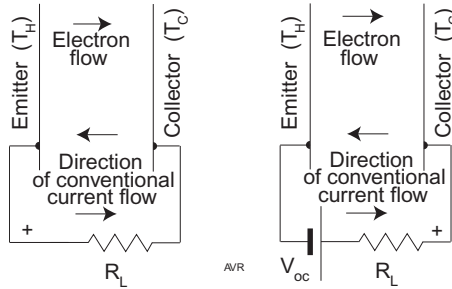 Emitter (T_H)
Electron
flow
Collector (T_C)
Direction
of conventional
current flow
+
R_L
AVR
Emitter (T_H)
Electron
flow
Collector (T_C)
Direction
of conventional
current flow
V_oc
R_L
+